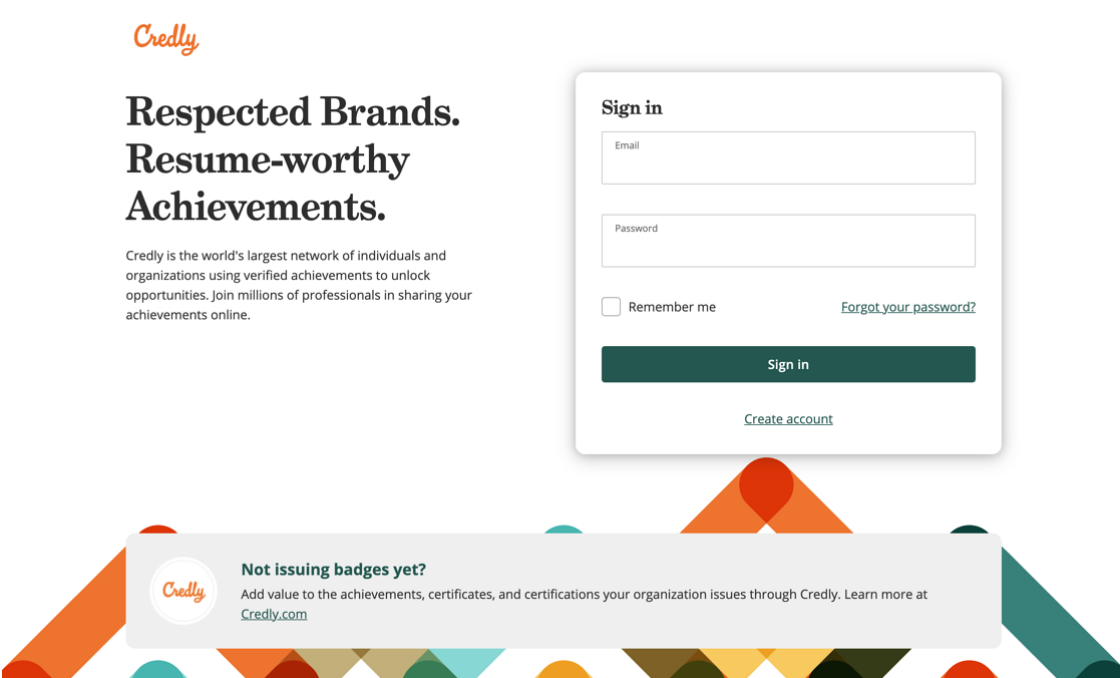 Credly
Respected Brands.
Resume-worthy
Achievements.
Credly is the world's largest network of individuals and
organizations using verified achievements to unlock
opportunities. Join millions of professionals in sharing your
achievements online.
Sign in
Email
Password
Remember me
Forgot your password?
Sign in
Create account
Credly
Not issuing badges yet?
Add value to the achievements, certificates, and certifications your organization issues through Credly. Learn more at
Credly.com